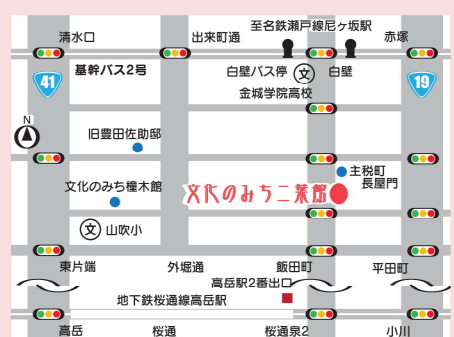 至名鉄瀬戸線尼ヶ坂駅
清水口
出来町通
赤塚
基幹バス2号
白壁バス停
文
白壁
41
金城学院高校
19
N
旧豊田佐助邸
主税町
長屋門
文化のみち橦木館
文化のみち二葉館
文 山吹小
東片端
外堀通
飯田町
平田町
高岳駅2番出口
地下鉄桜通線高岳駅
高岳
桜通
桜通泉2
小川